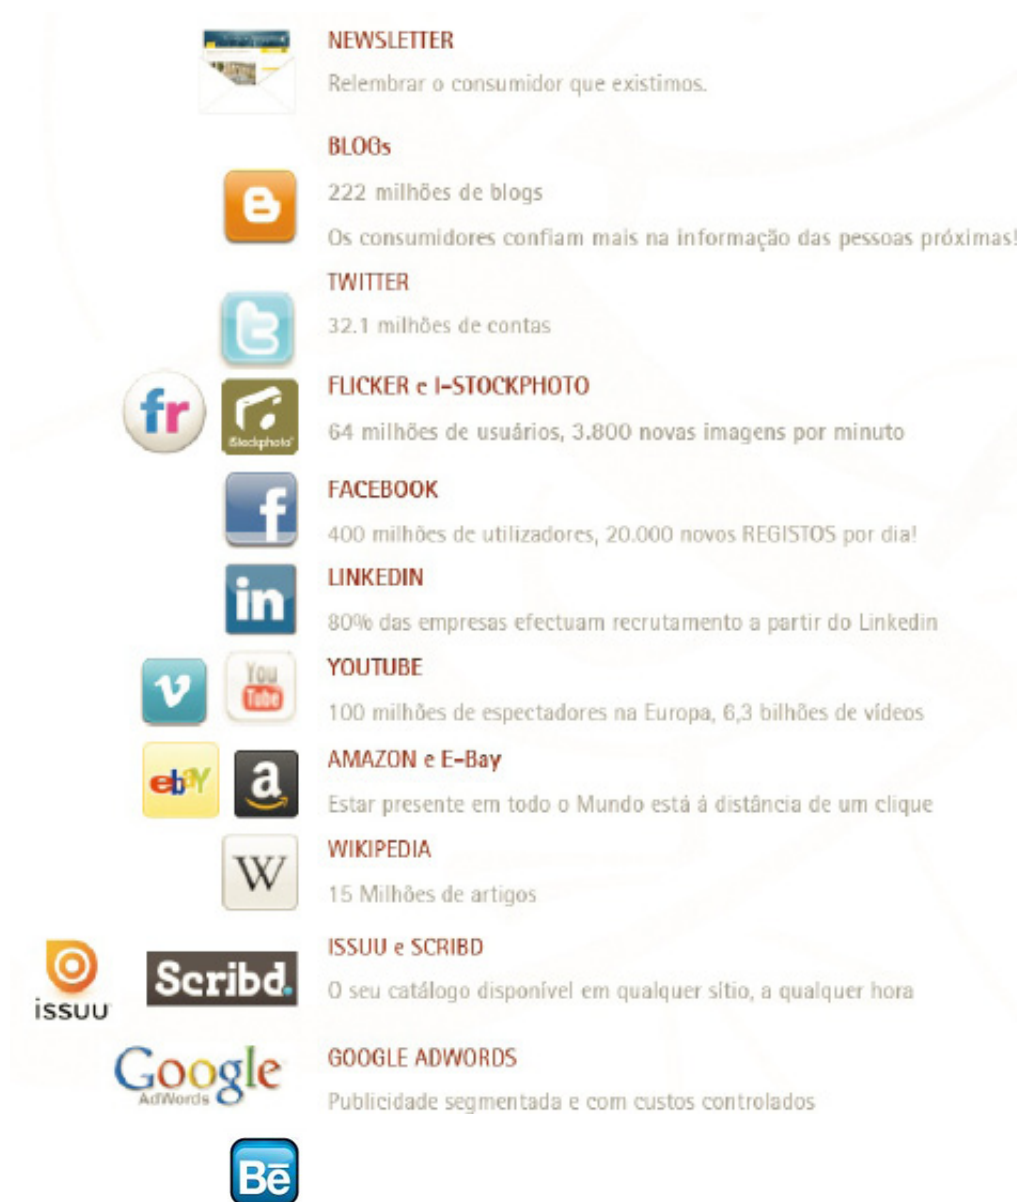 NEWSLETTER
Relembrar o consumidor que existimos.
BLOGs
222 milhões de blogs
Os consumidores confiam mais na informação das pessoas próximas!
TWITTER
32.1 milhões de contas
fr
iStockphoto
FLICKER e I-STOCKPHOTO
64 milhões de usuários, 3.800 novas imagens por minuto
f
FACEBOOK
400 milhões de utilizadores, 20.000 novos REGISTOS por dia!
in
LINKEDIN
80% das empresas efectuam recrutamento a partir do Linkedin
v
You
Tube
YOUTUBE
100 milhões de espectadores na Europa, 6,3 bilhões de vídeos
ebaY
a
AMAZON e E-Bay
Estar presente em todo o Mundo está á distância de um clique
W
WIKIPEDIA
15 Milhões de artigos
issuu
Scribd.
ISSUU e SCRIBD
O seu catálogo disponível em qualquer sítio, a qualquer hora
Google
AdWords
GOOGLE ADWORDS
Publicidade segmentada e com custos controlados
Bē